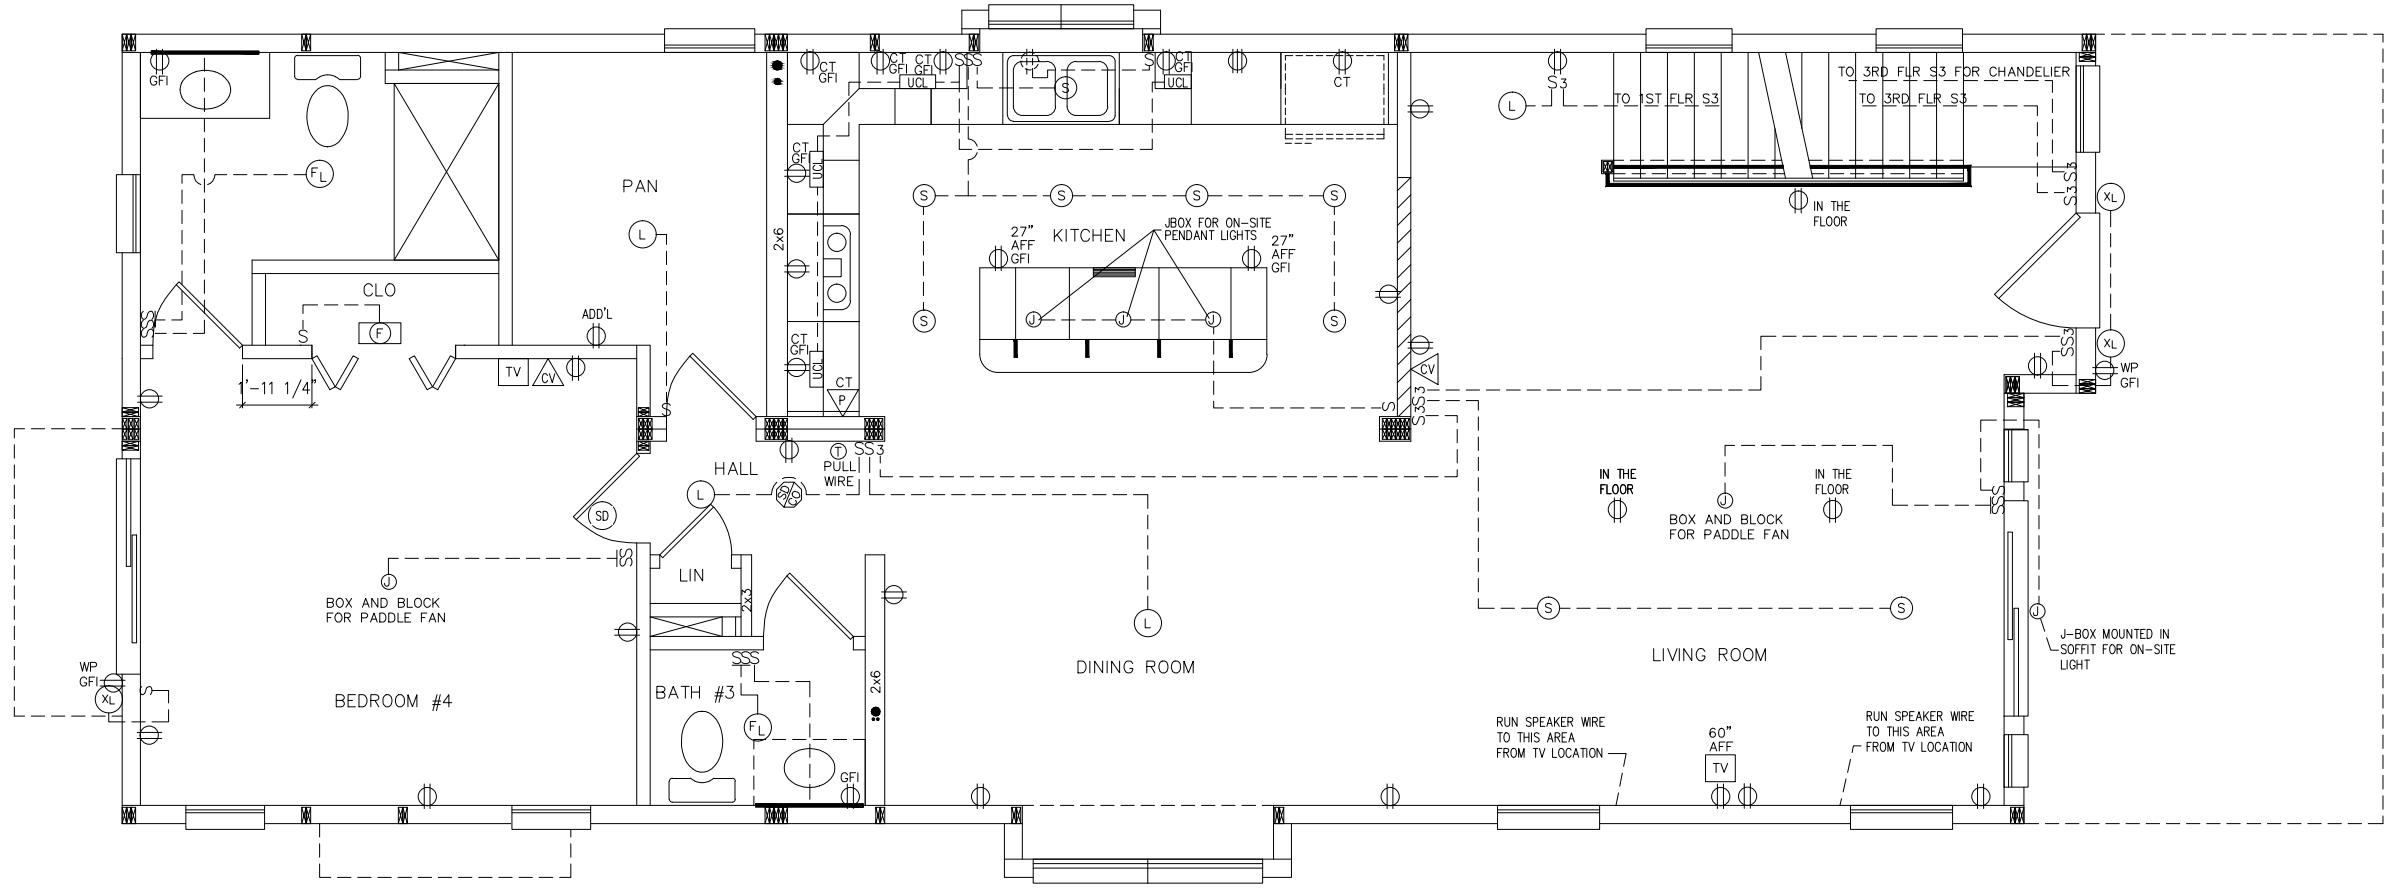 GFI
CT
GFI
CT
GFI
CT
GFI
SSS
S
CT
GFI
CT
UCL
UCL
S
S3
L
TO 1ST FLR S3
TO 3RD FLR S3 FOR CHANDELIER
TO 3RD FLR S3
FL
PAN
L
CT
GFI
UCL
2x6
S
S
S
S
27"
AFF
GFI
KITCHEN
JBOX FOR ON-SITE
PENDANT LIGHTS
27"
AFF
GFI
IN THE
FLOOR
S3
S3
XL
CLO
S
F
SSS
ADD'L
TV
CV
1'-11 1/4"
CT
GFI
UCL
S
J
J
J
S
CT
P
S
S
CV
S3
S3
SS3
XL
WP
GFI
HALL
T
PULL
WIRE
SS3
L
SD
CO
SD
SS
LIN
2x3
J
BOX AND BLOCK
FOR PADDLE FAN
IN THE
FLOOR
IN THE
FLOOR
J
BOX AND BLOCK
FOR PADDLE FAN
SS
L
S
S
J
J-BOX MOUNTED IN
SOFFIT FOR ON-SITE
LIGHT
DINING ROOM
LIVING ROOM
WP
GFI
XL
S
BEDROOM #4
SSS
BATH #3
FL
2x6
GFI
RUN SPEAKER WIRE
TO THIS AREA
FROM TV LOCATION
60"
AFF
TV
RUN SPEAKER WIRE
TO THIS AREA
FROM TV LOCATION